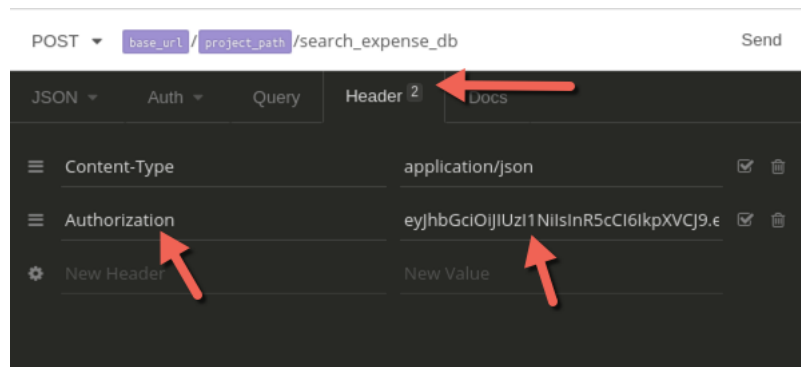 POST base_url / project_path /search_expense_db Send
JSON Auth Query Header 2 Docs
Content-Type application/json
Authorization eyJhbGciOiJIUzI1NiIsInR5cCI6IkpXVCJ9.e
New Header New Value